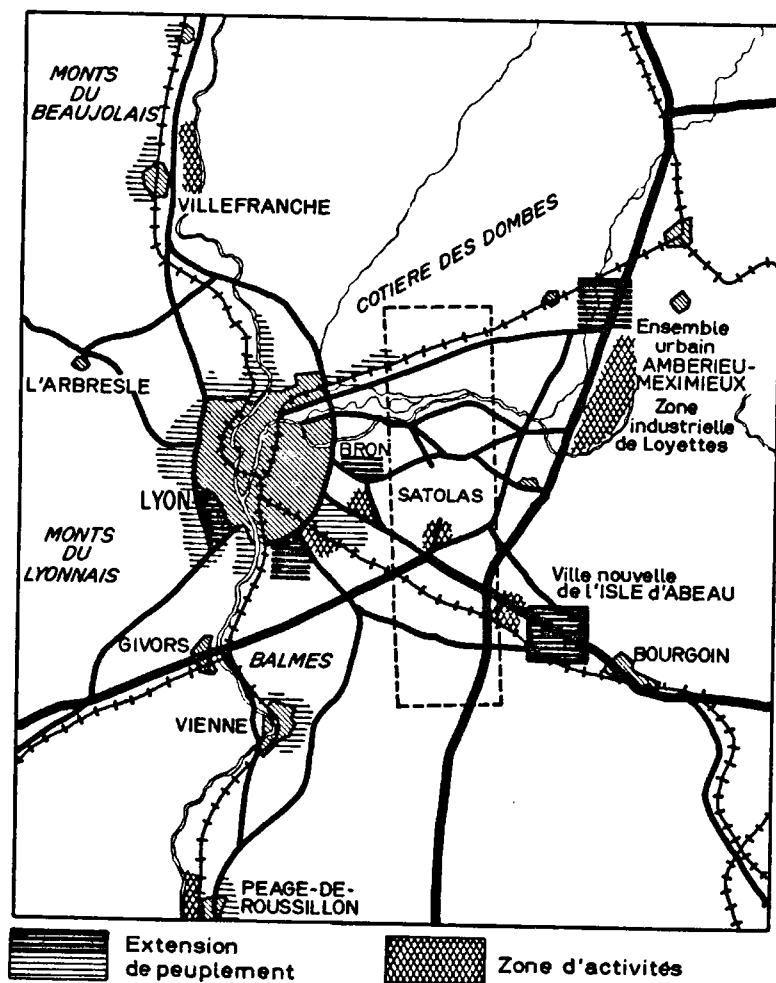 MONTS
DU
BEAUJOLAIS
VILLEFRANCHE
COTIERE DES DOMBES
L'ARBRESLE
Ensemble
urbain
AMBERIEU-
MEXIMIEUX
Zone
industrielle
de Loyettes
BRON
LYON
SATOLAS
MONTS
DU
LYONNAIS
Ville nouvelle
de l'ISLE d'ABEAU
GIVORS
BALMES
BOURGOIN
VIENNE
PEAGE-DE-
ROUSSILLON
Extension
de peuplement
Zone d'activités